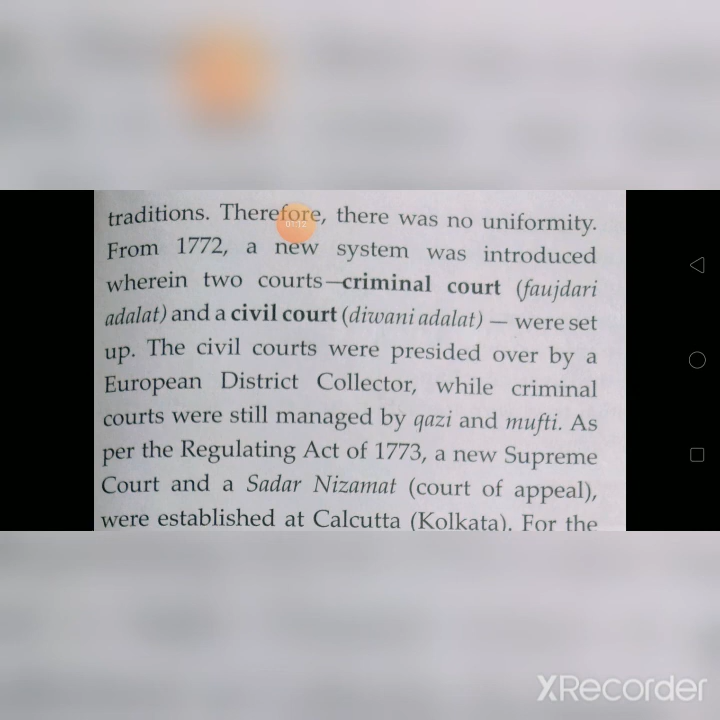 traditions. Therefore, there was no uniformity.
01:12
From 1772, a new system was introduced
wherein two courts—criminal court (faujdari
adalat) and a civil court (diwani adalat) — were set
up. The civil courts were presided over by a
European District Collector, while criminal
courts were still managed by qazi and mufti. As
per the Regulating Act of 1773, a new Supreme
Court and a Sadar Nizamat (court of appeal),
were established at Calcutta (Kolkata). For the
XRecorder